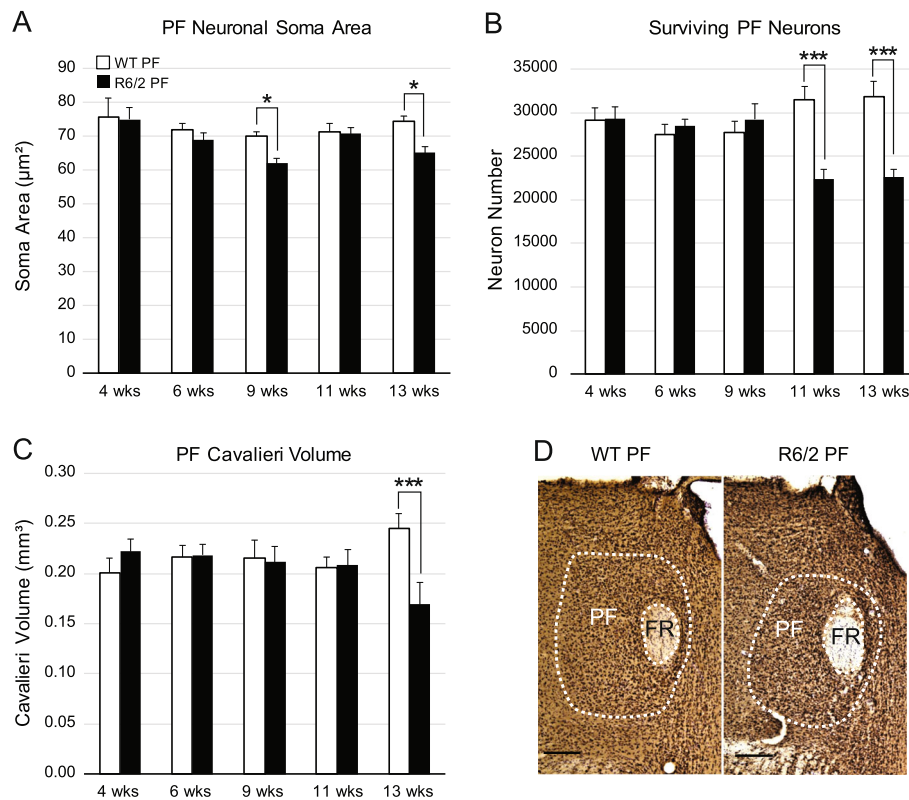 A
PF Neuronal Soma Area
WT PF
R6/2 PF
Soma Area (µm²)
90
80
70
60
50
40
30
20
10
0
*
*
4 wks 6 wks 9 wks 11 wks 13 wks
B
Surviving PF Neurons
Neuron Number
35000
30000
25000
20000
15000
10000
5000
0
***
***
4 wks 6 wks 9 wks 11 wks 13 wks
C
PF Cavalieri Volume
Cavalieri Volume (mm³)
0.30
0.25
0.20
0.15
0.10
0.05
0.00
***
4 wks 6 wks 9 wks 11 wks 13 wks
D
WT PF R6/2 PF
PF FR
PF FR